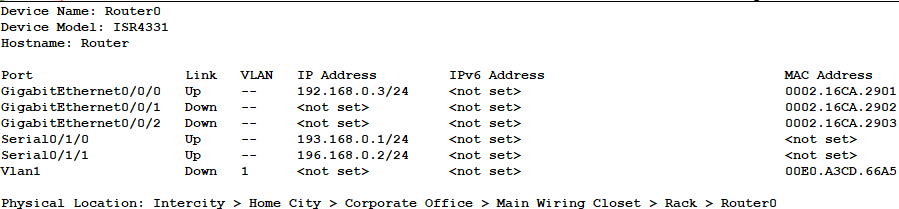 Device Name: Router0
Device Model: ISR4331
Hostname: Router
Port Link VLAN IP Address IPv6 Address MAC Address
GigabitEthernet0/0/0 Up -- 192.168.0.3/24 <not set> 0002.16CA.2901
GigabitEthernet0/0/1 Down -- <not set> <not set> 0002.16CA.2902
GigabitEthernet0/0/2 Down -- <not set> <not set> 0002.16CA.2903
Serial0/1/0 Up -- 193.168.0.1/24 <not set> <not set>
Serial0/1/1 Up -- 196.168.0.2/24 <not set> <not set>
Vlan1 Down 1 <not set> <not set> 00E0.A3CD.66A5
Physical Location: Intercity > Home City > Corporate Office > Main Wiring Closet > Rack > Router0